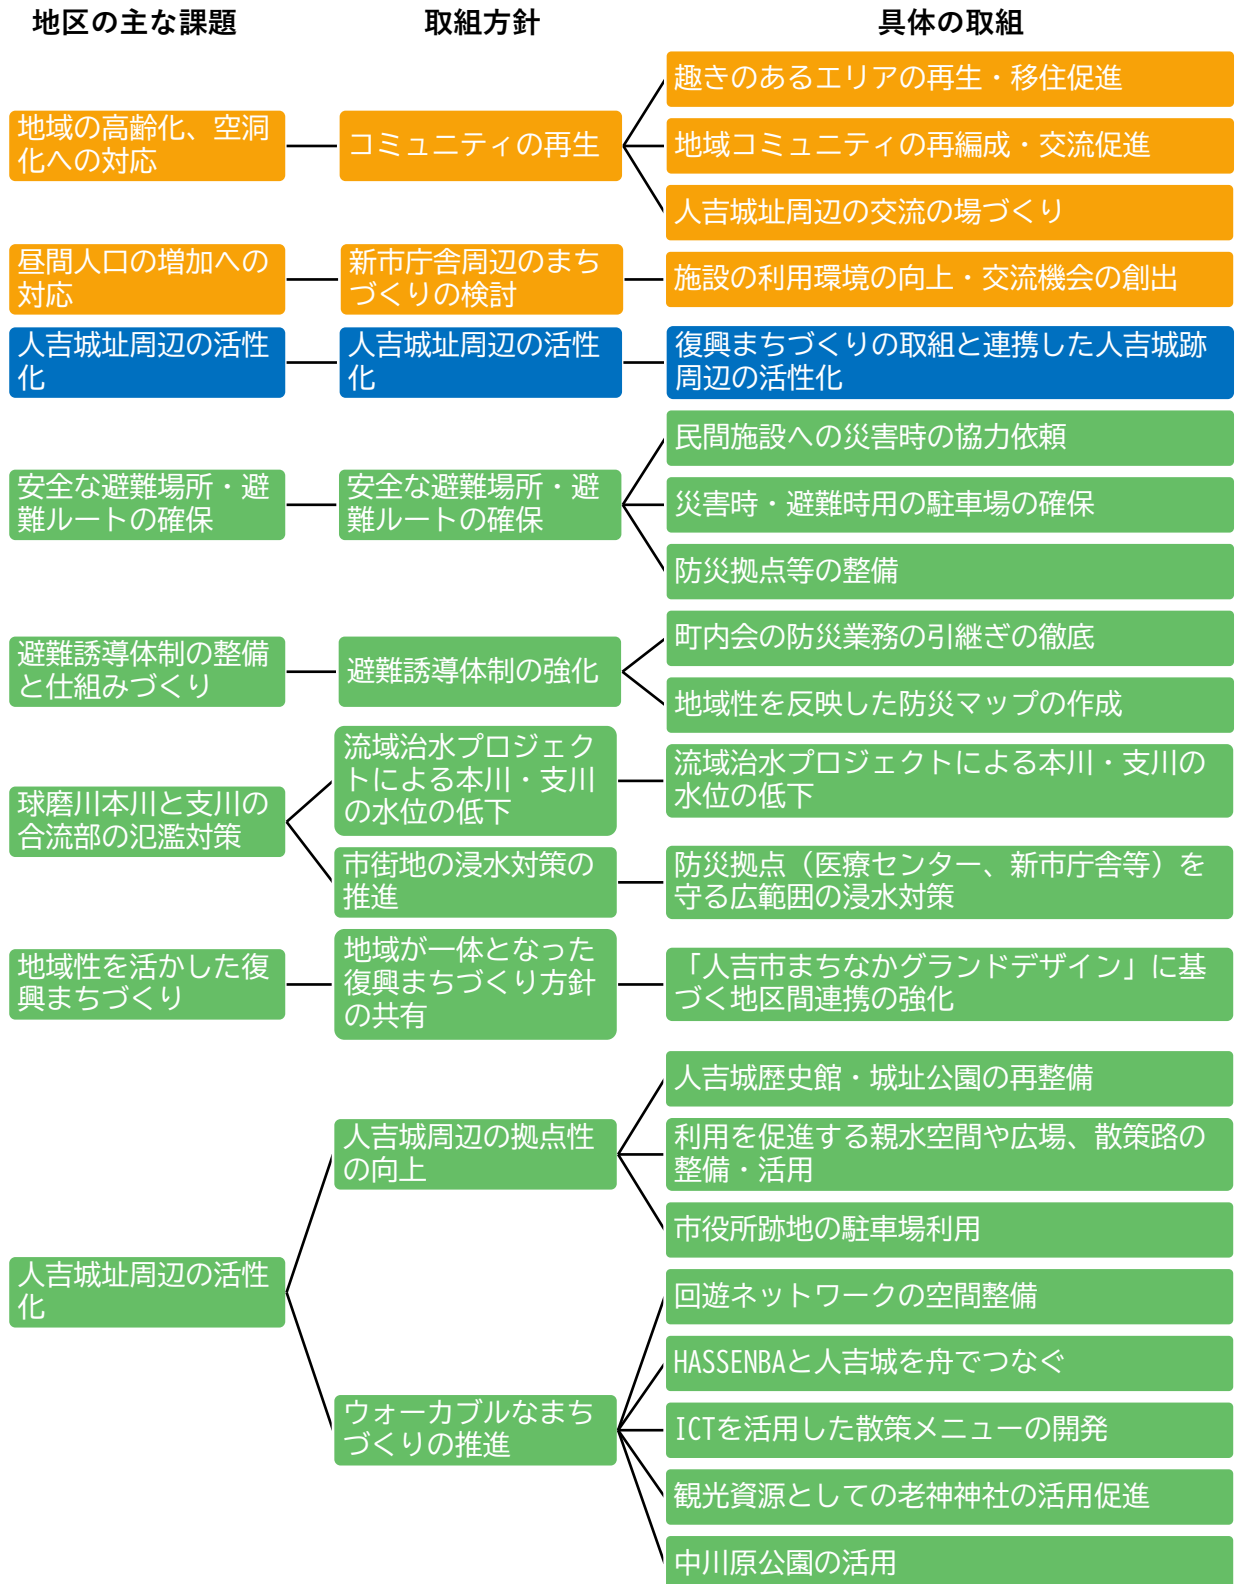 地区の主な課題
取組方針
具体の取組
地域の高齢化、空洞
化への対応
コミュニティの再生
趣きのあるエリアの再生・移住促進
地域コミュニティの再編成・交流促進
人吉城址周辺の交流の場づくり
昼間人口の増加への
対応
新市庁舎周辺のまち
づくりの検討
施設の利用環境の向上・交流機会の創出
人吉城址周辺の活性
化
人吉城址周辺の活性
化
復興まちづくりの取組と連携した人吉城跡
周辺の活性化
安全な避難場所・避
難ルートの確保
安全な避難場所・避
難ルートの確保
民間施設への災害時の協力依頼
災害時・避難時用の駐車場の確保
防災拠点等の整備
避難誘導体制の整備
と仕組みづくり
避難誘導体制の強化
町内会の防災業務の引継ぎの徹底
地域性を反映した防災マップの作成
球磨川本川と支川の
合流部の氾濫対策
流域治水プロジェク
トによる本川・支川
の水位の低下
流域治水プロジェクトによる本川・支川の
水位の低下
市街地の浸水対策の
推進
防災拠点（医療センター、新市庁舎等）を
守る広範囲の浸水対策
地域性を活かした復
興まちづくり
地域が一体となった
復興まちづくり方針
の共有
「人吉市まちなかグランドデザイン」に基
づく地区間連携の強化
人吉城址周辺の活性
化
人吉城周辺の拠点性
の向上
人吉城歴史館・城址公園の再整備
利用を促進する親水空間や広場、散策路の
整備・活用
市役所跡地の駐車場利用
ウォーカブルなまち
づくりの推進
回遊ネットワークの空間整備
HASSENBAと人吉城を舟でつなぐ
ICTを活用した散策メニューの開発
観光資源としての老神神社の活用促進
中川原公園の活用